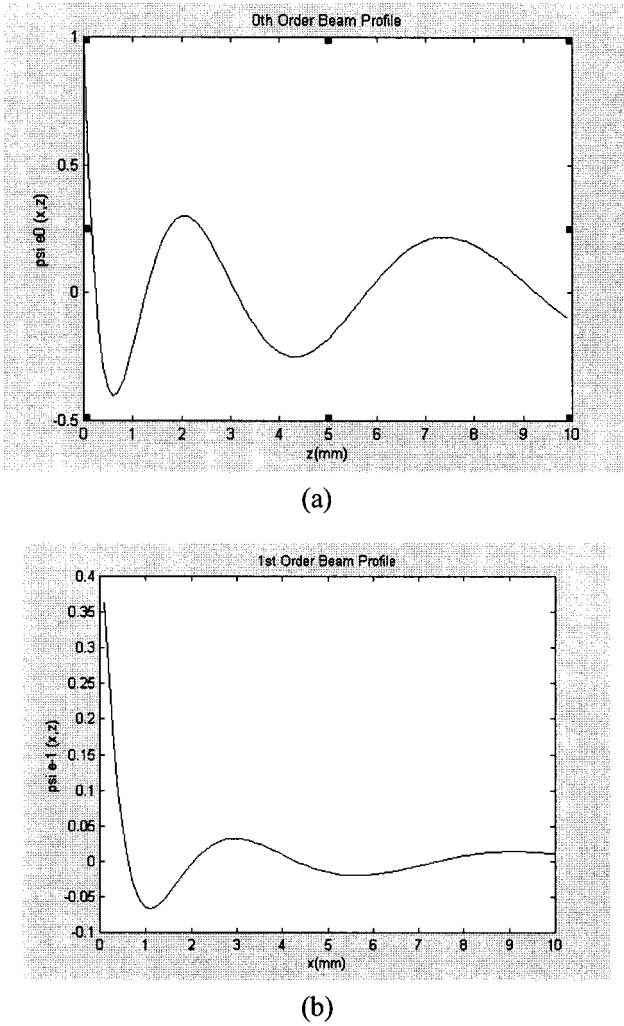 0th Order Beam Profile
1
0.5
0
-0.5
psi e0 (x,z)
0 1 2 3 4 5 6 7 8 9 10
z(mm)
(a)
1st Order Beam Profile
0.4
0.35
0.3
0.25
0.2
0.15
0.1
0.05
0
-0.05
-0.1
psi e-1 (x,z)
0 1 2 3 4 5 6 7 8 9 10
x(mm)
(b)